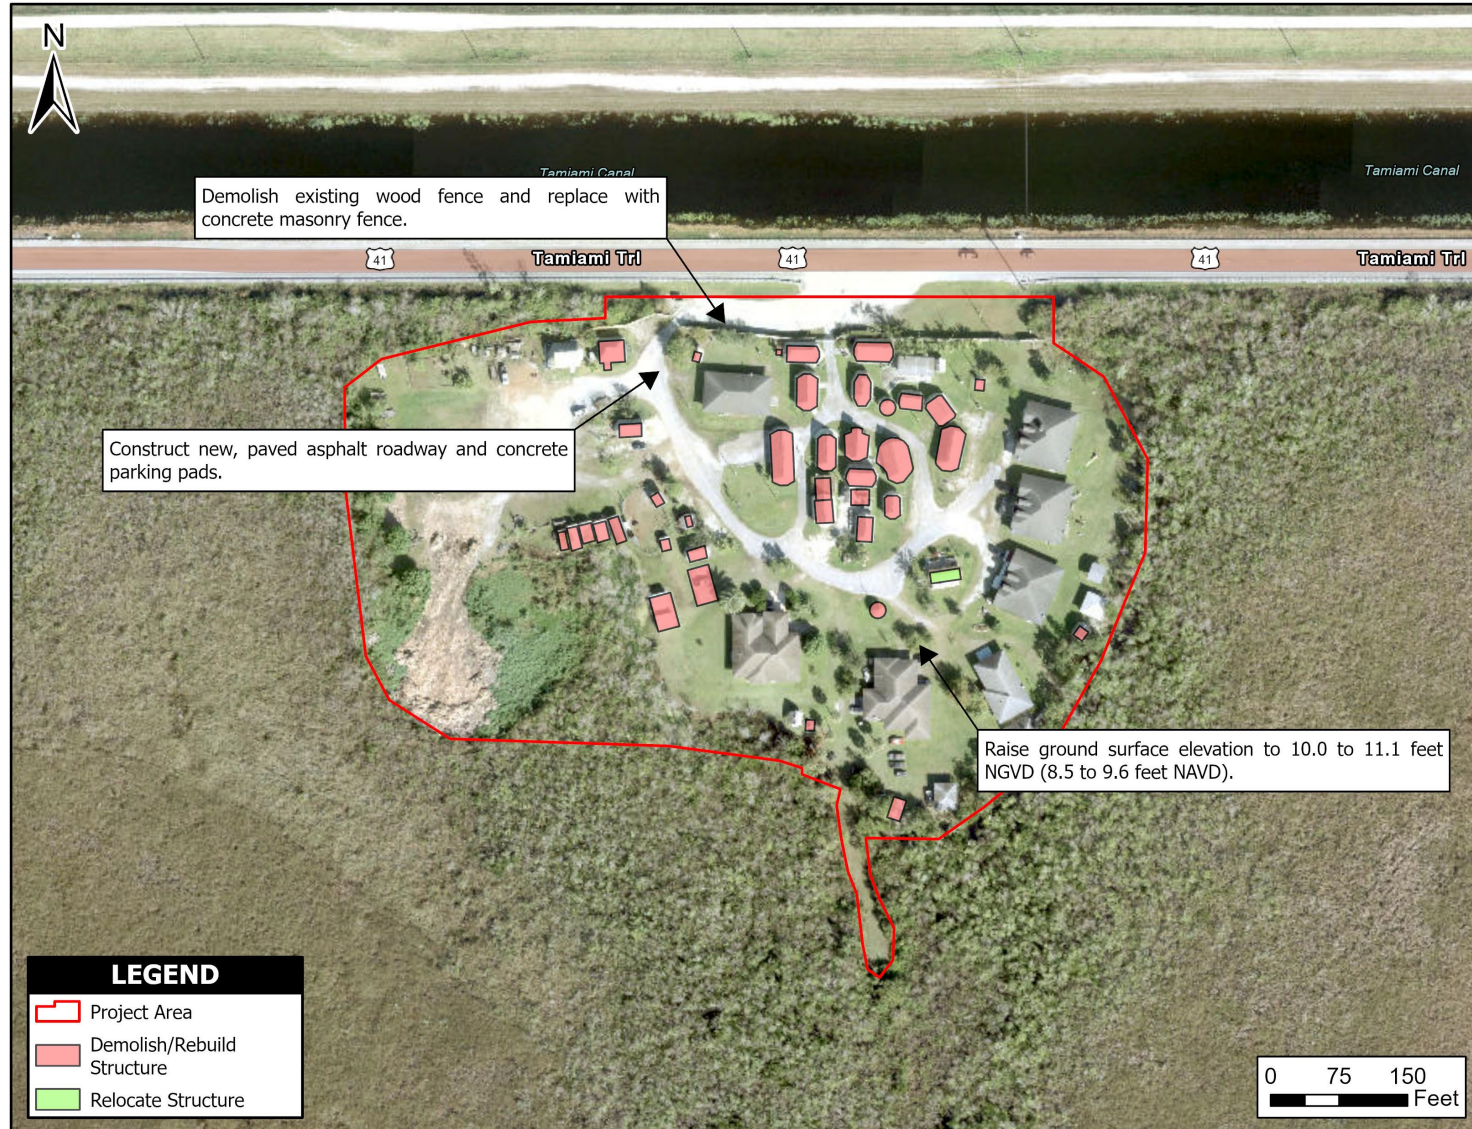 N
Tamiami Canal
Tamiami Canal
Demolish existing wood fence and replace with
concrete masonry fence.
41
Tamiami Trl
41
41
Tamiami Trl
Construct new, paved asphalt roadway and concrete
parking pads.
Raise ground surface elevation to 10.0 to 11.1 feet
NGVD (8.5 to 9.6 feet NAVD).
LEGEND
Project Area
Demolish/Rebuild
Structure
Relocate Structure
0 75 150
Feet